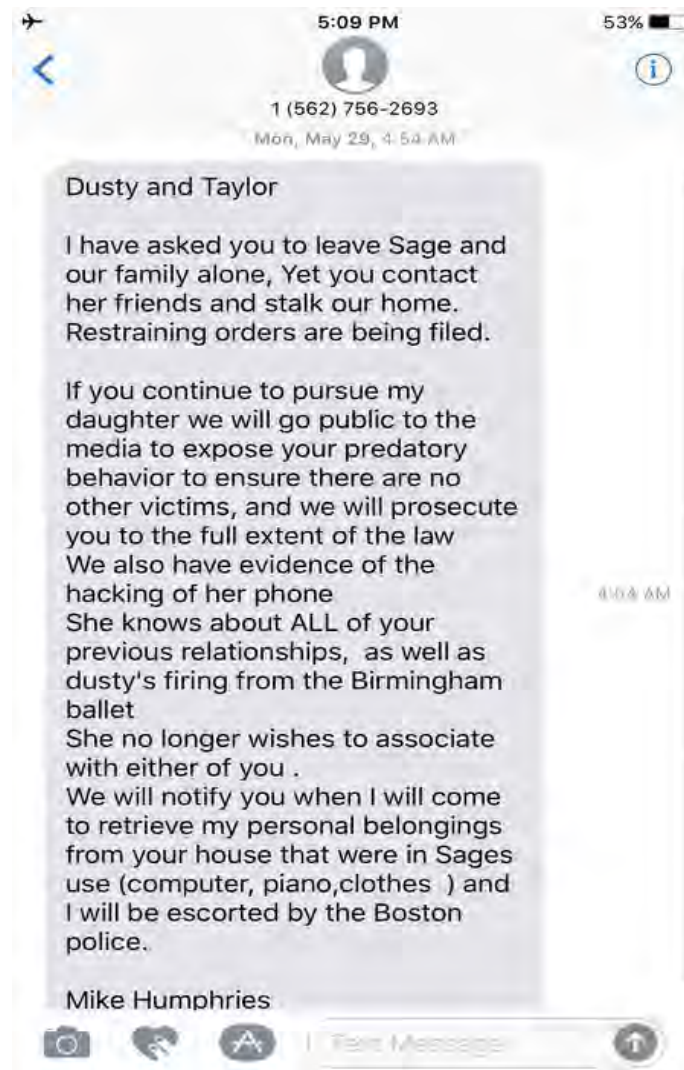 5:09 PM
53%
1 (562) 756-2693
Mon, May 29, 4:54 AM
Dusty and Taylor
I have asked you to leave Sage and
our family alone, Yet you contact
her friends and stalk our home.
Restraining orders are being filed.
If you continue to pursue my
daughter we will go public to the
media to expose your predatory
behavior to ensure there are no
other victims, and we will prosecute
you to the full extent of the law
We also have evidence of the
hacking of her phone
4:54 AM
She knows about ALL of your
previous relationships, as well as
dusty's firing from the Birmingham
ballet
She no longer wishes to associate
with either of you .
We will notify you when I will come
to retrieve my personal belongings
from your house that were in Sages
use (computer, piano,clothes ) and
I will be escorted by the Boston
police.
Mike Humphries
Text Message